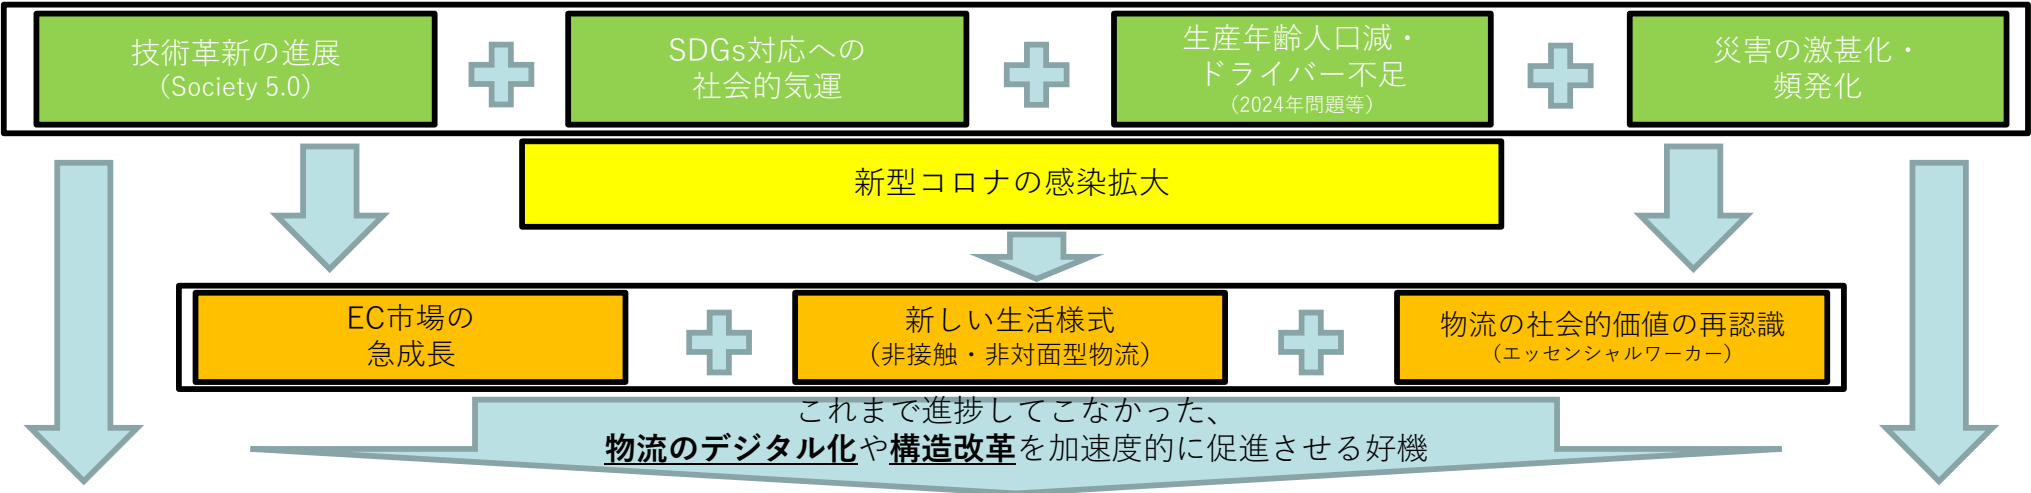 技術革新の進展
（Society 5.0）
SDGs対応への
社会的気運
生産年齢人口減・
ドライバー不足
（2024年問題等）
災害の激甚化・
頻発化
新型コロナの感染拡大
EC市場の
急成長
新しい生活様式
（非接触・非対面型物流）
物流の社会的価値の再認識
（エッセンシャルワーカー）
これまで進捗してこなかった、
物流のデジタル化や構造改革を加速度的に促進させる好機